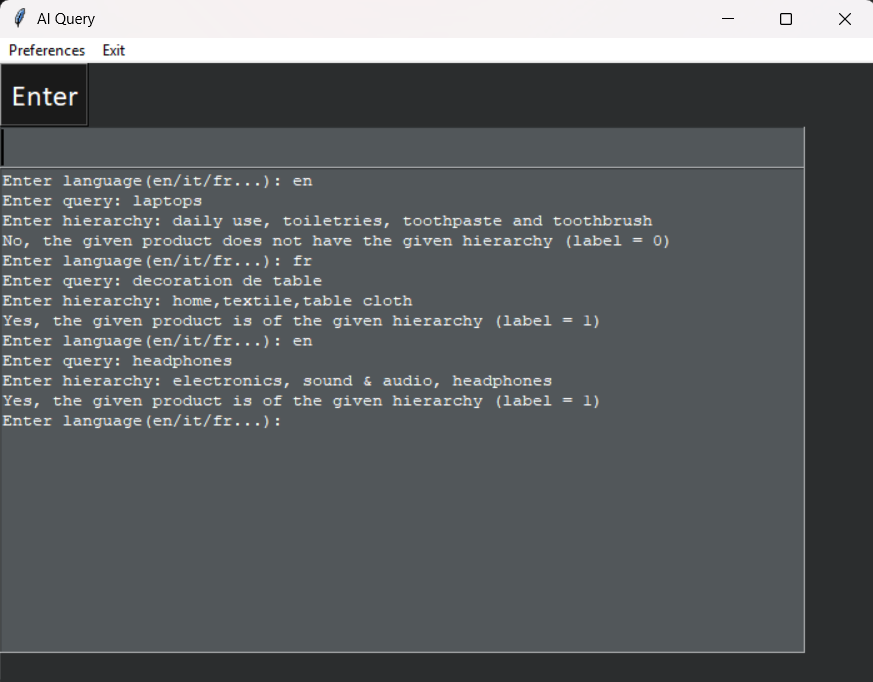 AI Query
Preferences Exit
Enter
Enter language(en/it/fr...): en
Enter query: laptops
Enter hierarchy: daily use, toiletries, toothpaste and toothbrush
No, the given product does not have the given hierarchy (label = 0)
Enter language(en/it/fr...): fr
Enter query: decoration de table
Enter hierarchy: home,textile,table cloth
Yes, the given product is of the given hierarchy (label = 1)
Enter language(en/it/fr...): en
Enter query: headphones
Enter hierarchy: electronics, sound & audio, headphones
Yes, the given product is of the given hierarchy (label = 1)
Enter language(en/it/fr...):